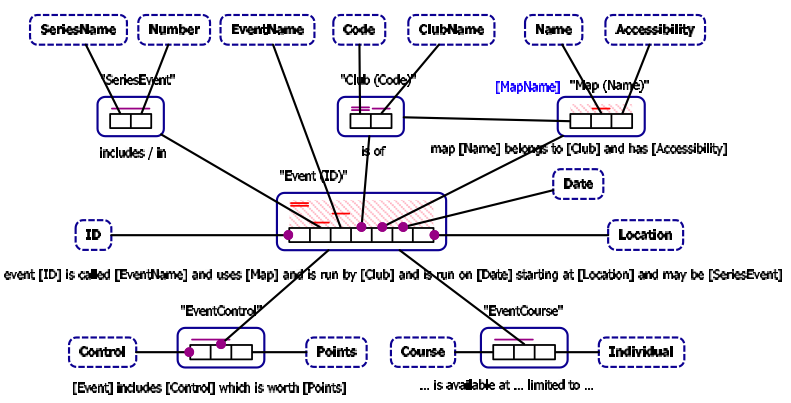 SeriesName Number EventName Code ClubName Name Accessibility
"SeriesEvent" "Club (Code)" [MapName] "Map (Name)"
includes / in is of map [Name] belongs to [Club] and has [Accessibility]
"Event (ID)" Date
ID Location
event [ID] is called [EventName] and uses [Map] and is run by [Club] and is run on [Date] starting at [Location] and may be [SeriesEvent]
"EventControl" "EventCourse"
Control Points Course Individual
[Event] includes [Control] which is worth [Points] ... is available at ... limited to ...